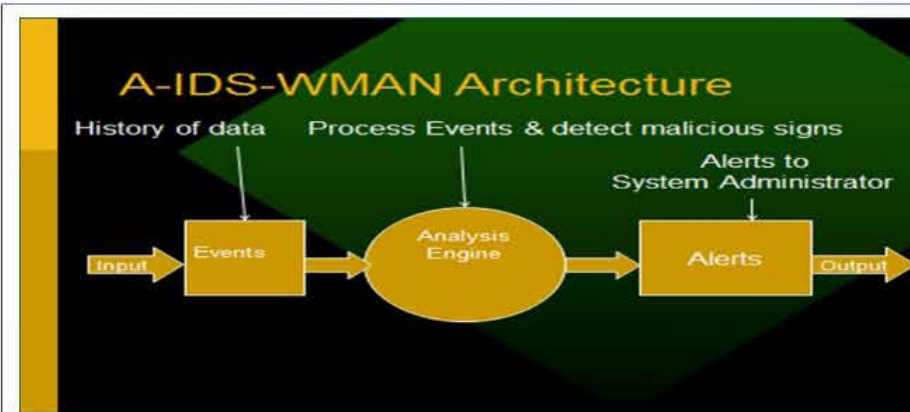 A-IDS-WMAN Architecture
History of data
Process Events & detect malicious signs
Alerts to
System Administrator
Input
Events
Analysis
Engine
Alerts
Output